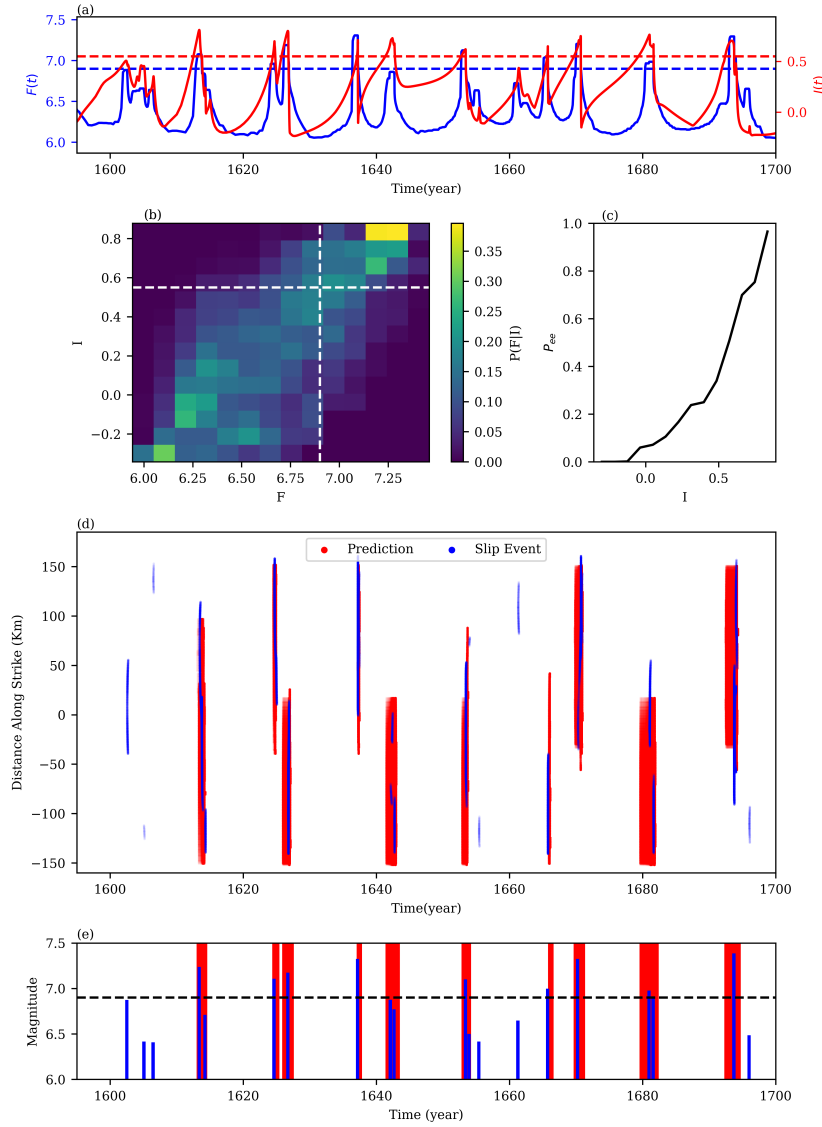 (a)
7.5
7.0
6.5
6.0
F(t)
0.5
0.0
I(t)
1600 1620 1640 1660 1680 1700
Time(year)
(b)
0.8
0.6
0.4
0.2
0.0
−0.2
I
6.00 6.25 6.50 6.75 7.00 7.25
F
0.35
0.30
0.25
0.20
0.15
0.10
0.05
0.00
P(F|I)
(c)
1.0
0.8
0.6
0.4
0.2
0.0
Pee
0.0 0.5
I
(d)
Prediction Slip Event
150
100
50
0
−50
−100
−150
Distance Along Strike (Km)
1600 1620 1640 1660 1680 1700
Time(year)
(e)
7.5
7.0
6.5
6.0
Magnitude
1600 1620 1640 1660 1680 1700
Time (year)